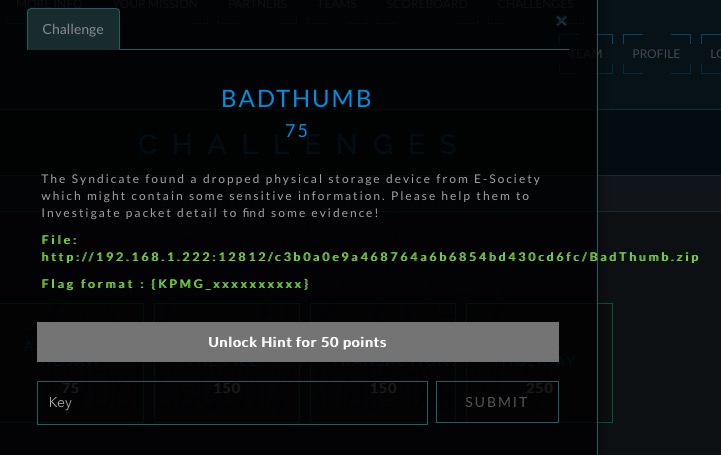 MORE INFO YOUR MISSION PARTNERS TEAMS SCOREBOARD CHALLENGES
Challenge
TEAM PROFILE LO
BADTHUMB
75
CHALLENGES
The Syndicate found a dropped physical storage device from E-Society
which might contain some sensitive information. Please help them to
Investigate packet detail to find some evidence!
File:
http://192.168.1.222:12812/c3b0a0e9a468764a6b6854bd430cd6fc/BadThumb.zip
Flag format : {KPMG_xxxxxxxxxx}
Unlock Hint for 50 points
75 150 150 250
Key SUBMIT